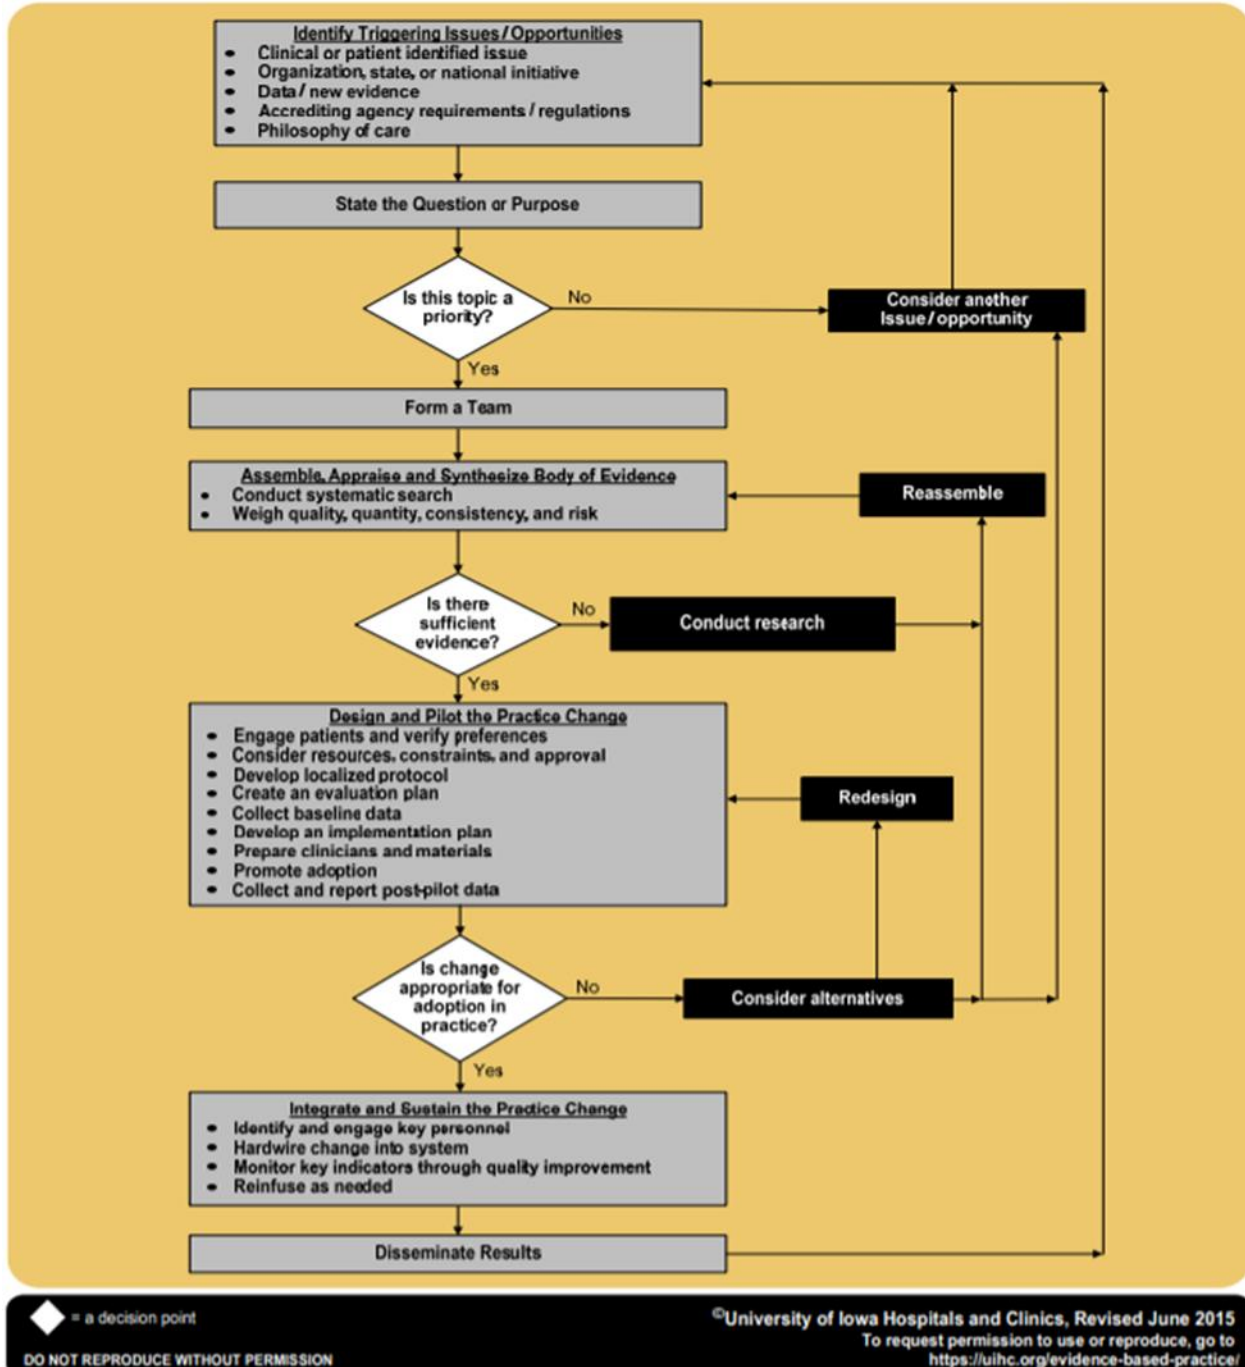 Identify Triggering Issues / Opportunities
• Clinical or patient identified issue
• Organization, state, or national initiative
• Data / new evidence
• Accrediting agency requirements / regulations
• Philosophy of care
State the Question or Purpose
Is this topic a
priority?
No
Consider another
Issue / opportunity
Yes
Form a Team
Assemble, Appraise and Synthesize Body of Evidence
• Conduct systematic search
• Weigh quality, quantity, consistency, and risk
Reassemble
Is there
sufficient
evidence?
No
Conduct research
Yes
Design and Pilot the Practice Change
• Engage patients and verify preferences
• Consider resources, constraints, and approval
• Develop localized protocol
• Create an evaluation plan
• Collect baseline data
• Develop an implementation plan
• Prepare clinicians and materials
• Promote adoption
• Collect and report post-pilot data
Redesign
Is change
appropriate for
adoption in
practice?
No
Consider alternatives
Yes
Integrate and Sustain the Practice Change
• Identify and engage key personnel
• Hardwire change into system
• Monitor key indicators through quality improvement
• Reinfuse as needed
Disseminate Results
= a decision point
©University of Iowa Hospitals and Clinics, Revised June 2015
To request permission to use or reproduce, go to
https://uihc.org/evidence-based-practice/
DO NOT REPRODUCE WITHOUT PERMISSION